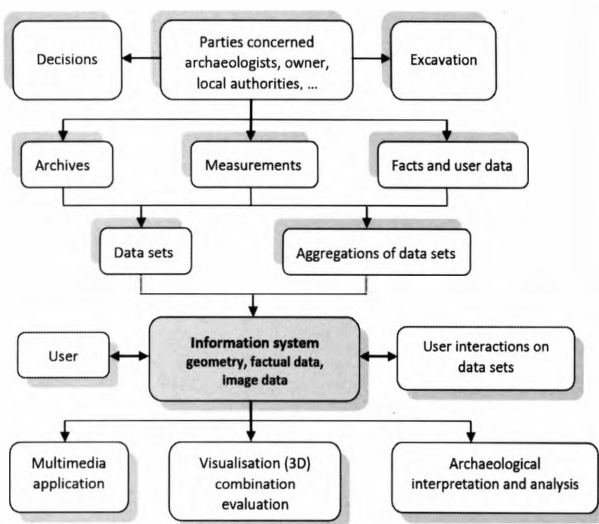 Decisions
Parties concerned
archaeologists, owner,
local authorities, ...
Excavation
Archives
Measurements
Facts and user data
Data sets
Aggregations of data sets
User
Information system
geometry, factual data,
image data
User interactions on
data sets
Multimedia
application
Visualisation (3D)
combination
evaluation
Archaeological
interpretation and analysis